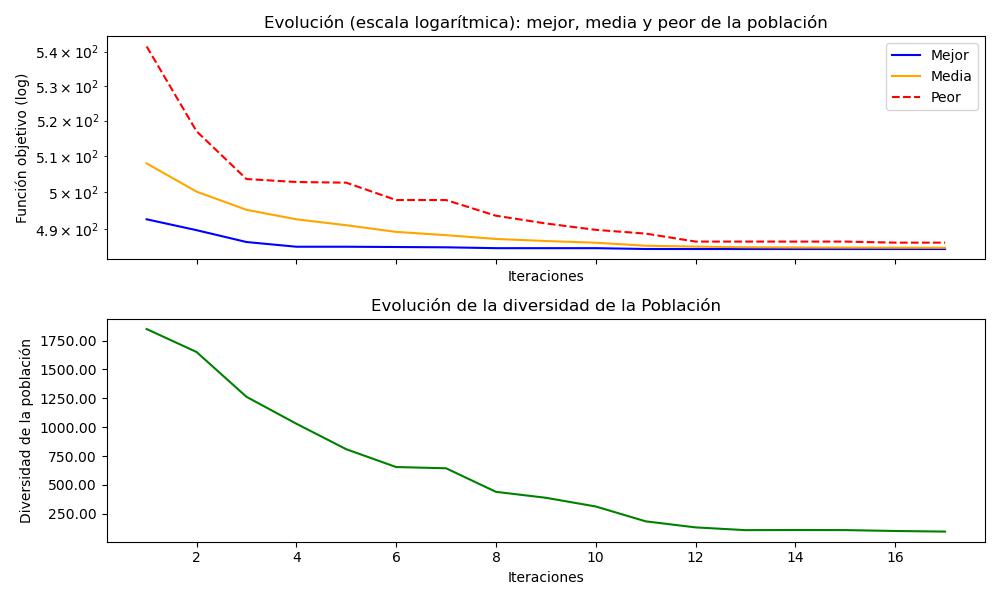 Evolución (escala logarítmica): mejor, media y peor de la población
Función objetivo (log)
5.4 × 10²
5.3 × 10²
5.2 × 10²
5.1 × 10²
5 × 10²
4.9 × 10²
Mejor
Media
Peor
Iteraciones
Evolución de la diversidad de la Población
Diversidad de la población
1750.00
1500.00
1250.00
1000.00
750.00
500.00
250.00
2 4 6 8 10 12 14 16
Iteraciones